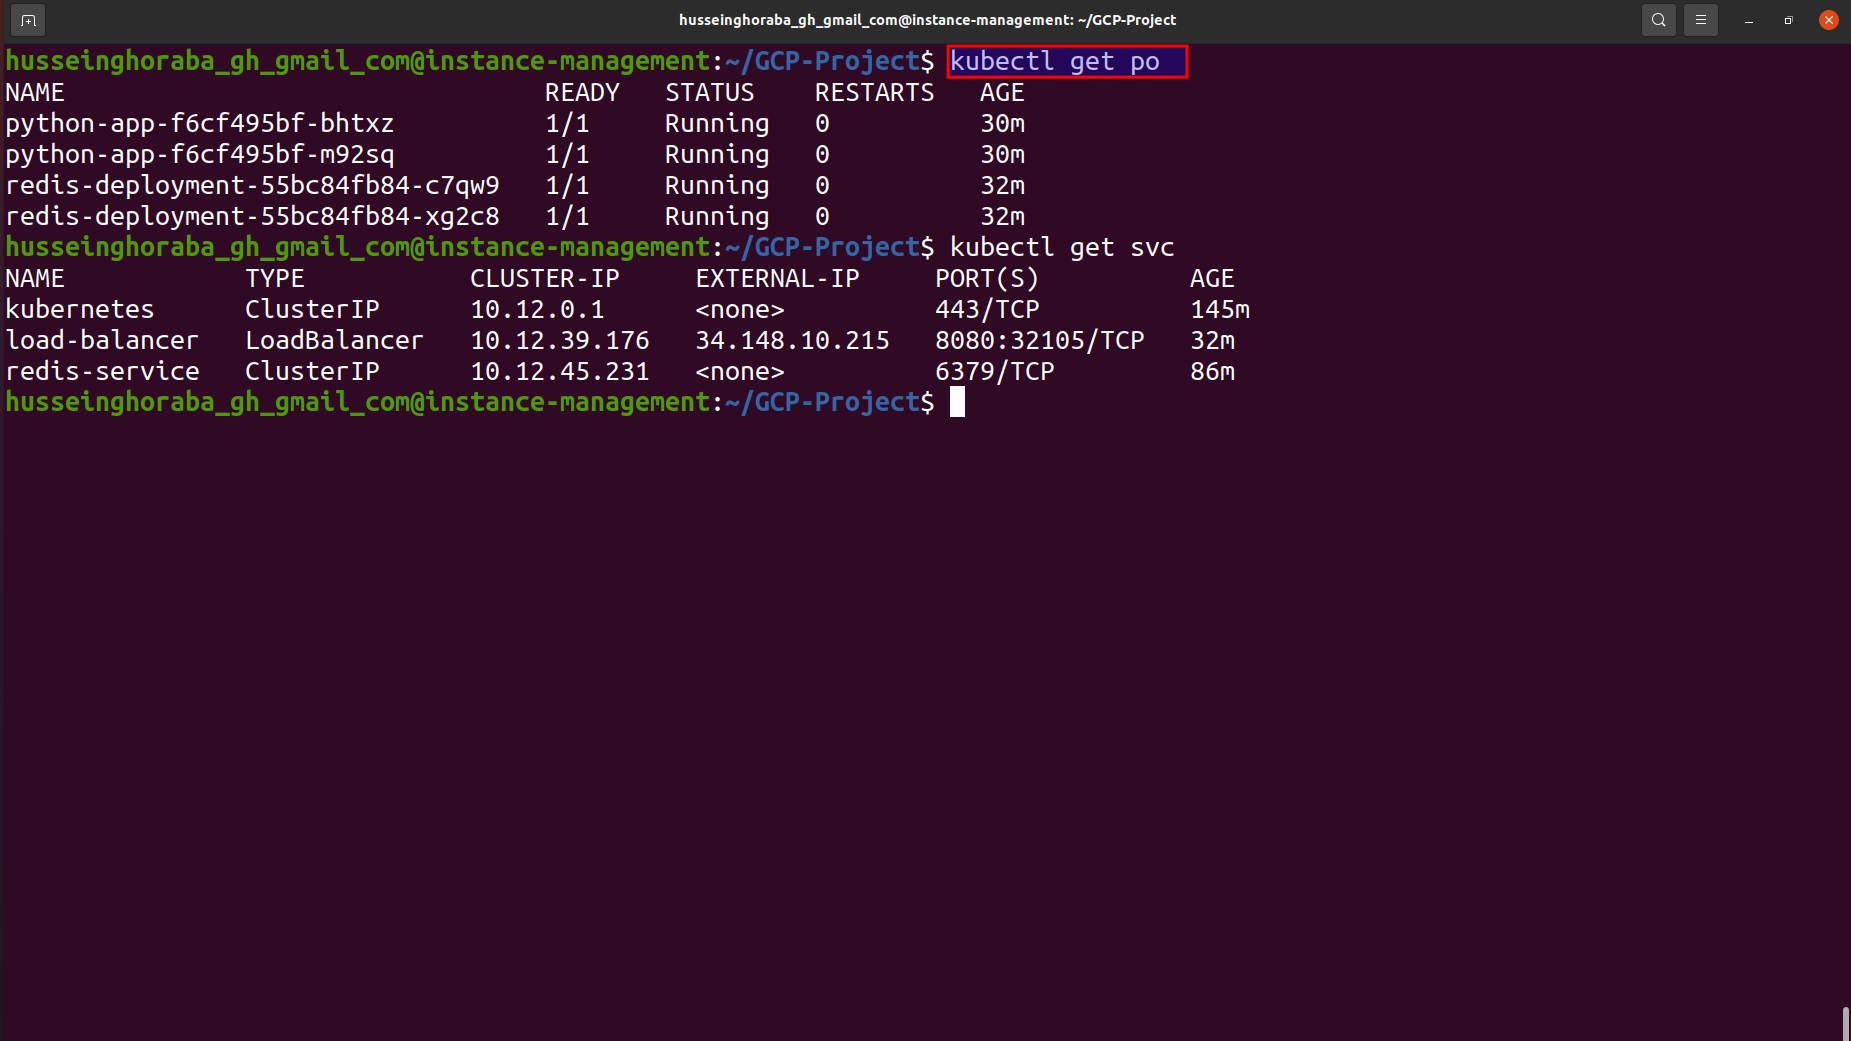 husseinghoraba_gh_gmail_com@instance-management: ~/GCP-Project
husseinghoraba_gh_gmail_com@instance-management:~/GCP-Project$ kubectl get po
NAME                                READY   STATUS    RESTARTS   AGE
python-app-f6cf495bf-bhtxz          1/1     Running   0          30m
python-app-f6cf495bf-m92sq          1/1     Running   0          30m
redis-deployment-55bc84fb84-c7qw9   1/1     Running   0          32m
redis-deployment-55bc84fb84-xg2c8   1/1     Running   0          32m
husseinghoraba_gh_gmail_com@instance-management:~/GCP-Project$ kubectl get svc
NAME            TYPE           CLUSTER-IP     EXTERNAL-IP     PORT(S)          AGE
kubernetes      ClusterIP      10.12.0.1      <none>          443/TCP          145m
load-balancer   LoadBalancer   10.12.39.176   34.148.10.215   8080:32105/TCP   32m
redis-service   ClusterIP      10.12.45.231   <none>          6379/TCP         86m
husseinghoraba_gh_gmail_com@instance-management:~/GCP-Project$